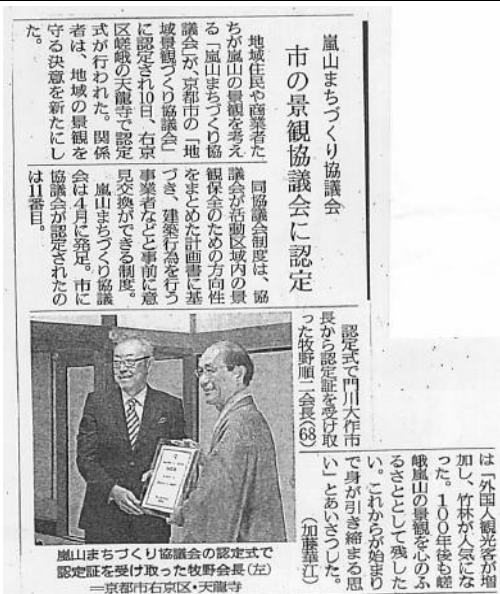 嵐山まちづくり協議会
市の景観協議会に認定
地域住民や商業者た
ちが嵐山の景観を考え
る「嵐山まちづくり協
議会」が、京都市の「地
域景観づくり協議会」
に認定され10日、右京
区嵯峨の天龍寺で認定
式が行われた。関係
者は、地域の景観を
守る決意を新たにし
た。
同協議会制度は、協
議会が活動区域内の景
観保全のための方向性
をまとめた計画書に基
づき、建築行為を行う
事業者などと事前に意
見交換ができる制度。
嵐山まちづくり協議
会は4月に発足。市に
協議会が認定されたの
は11番目。
認定式で門川大作市
長から認定証を受け取
った牧野順二会長(68)
は「外国人観光客が増
加し、竹林が人気にな
った。100年後も嵯
峨嵐山の景観を心のふ
るさととして残した
い。これからが始まり
で身が引き締まる思
い」とあいさつした。
(加藤華江)
嵐山まちづくり協議会の認定式で
認定証を受け取った牧野会長(左)
=京都市右京区・天龍寺